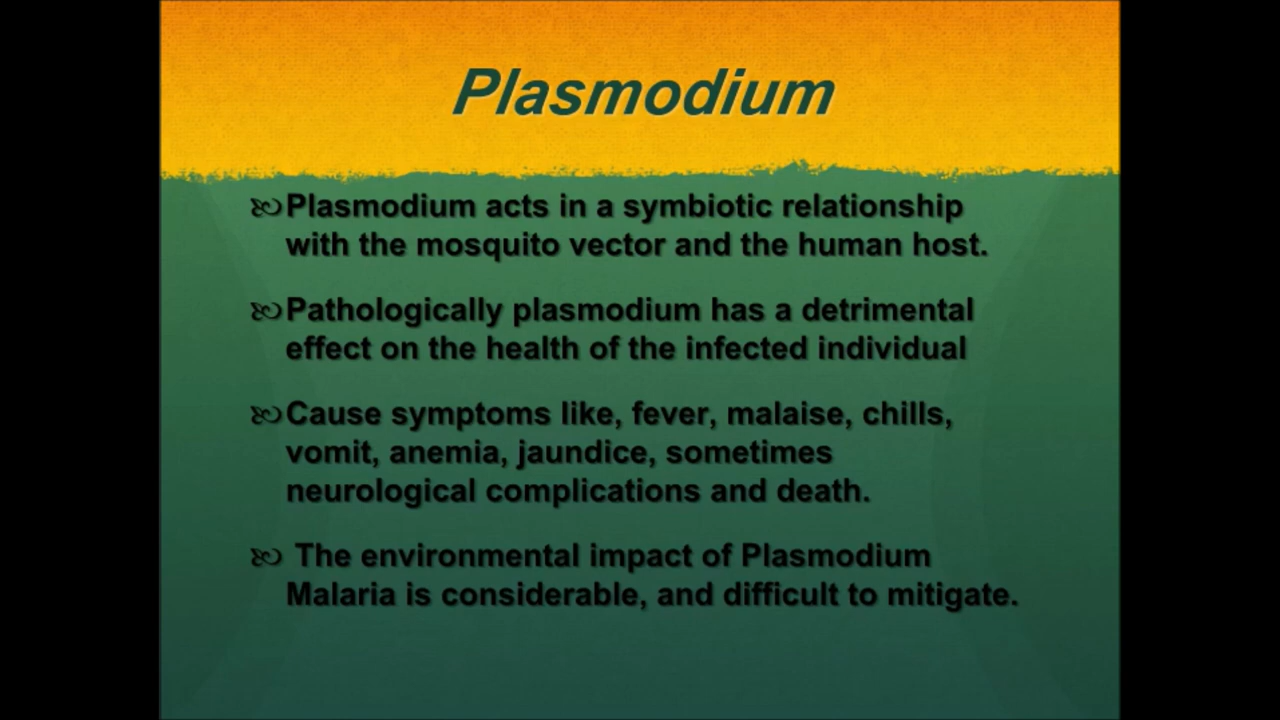 Plasmodium
Plasmodium acts in a symbiotic relationship
with the mosquito vector and the human host.
Pathologically plasmodium has a detrimental
effect on the health of the infected individual
Cause symptoms like, fever, malaise, chills,
vomit, anemia, jaundice, sometimes
neurological complications and death.
The environmental impact of Plasmodium
Malaria is considerable, and difficult to mitigate.